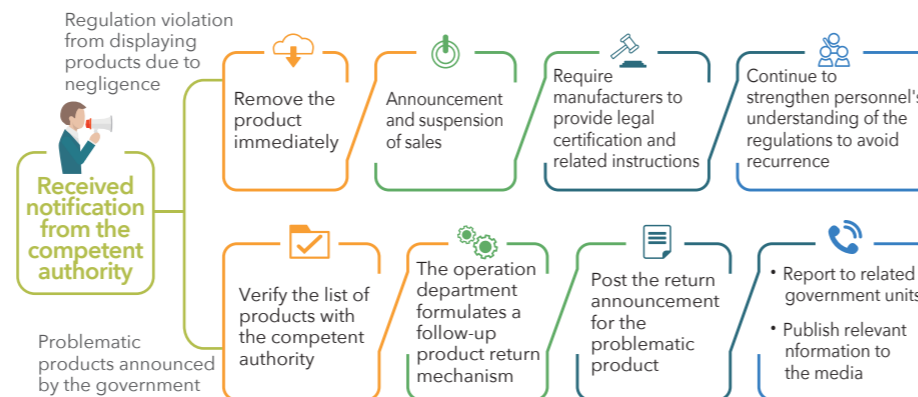 Regulation violation
from displaying
products due to
negligence
Received
notification
from the
competent
authority
Problematic
products announced
by the government
Remove the
product
immediately
Announcement
and suspension
of sales
Require
manufacturers to
provide legal
certification and
related instructions
Continue to
strengthen personnel's
understanding of the
regulations to avoid
recurrence
Verify the list of
products with
the competent
authority
The operation
department
formulates a
follow-up
product return
mechanism
Post the return
announcement
for the
problematic
product
• Report to related
government units
• Publish relevant
nformation to
the media